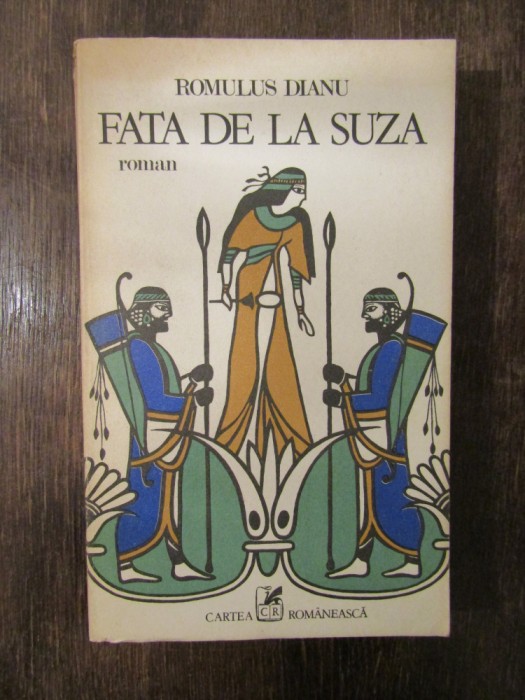 ROMULUS DIANU
FATA DE LA SUZA
roman
CARTEA CR ROMÂNEASCĂ